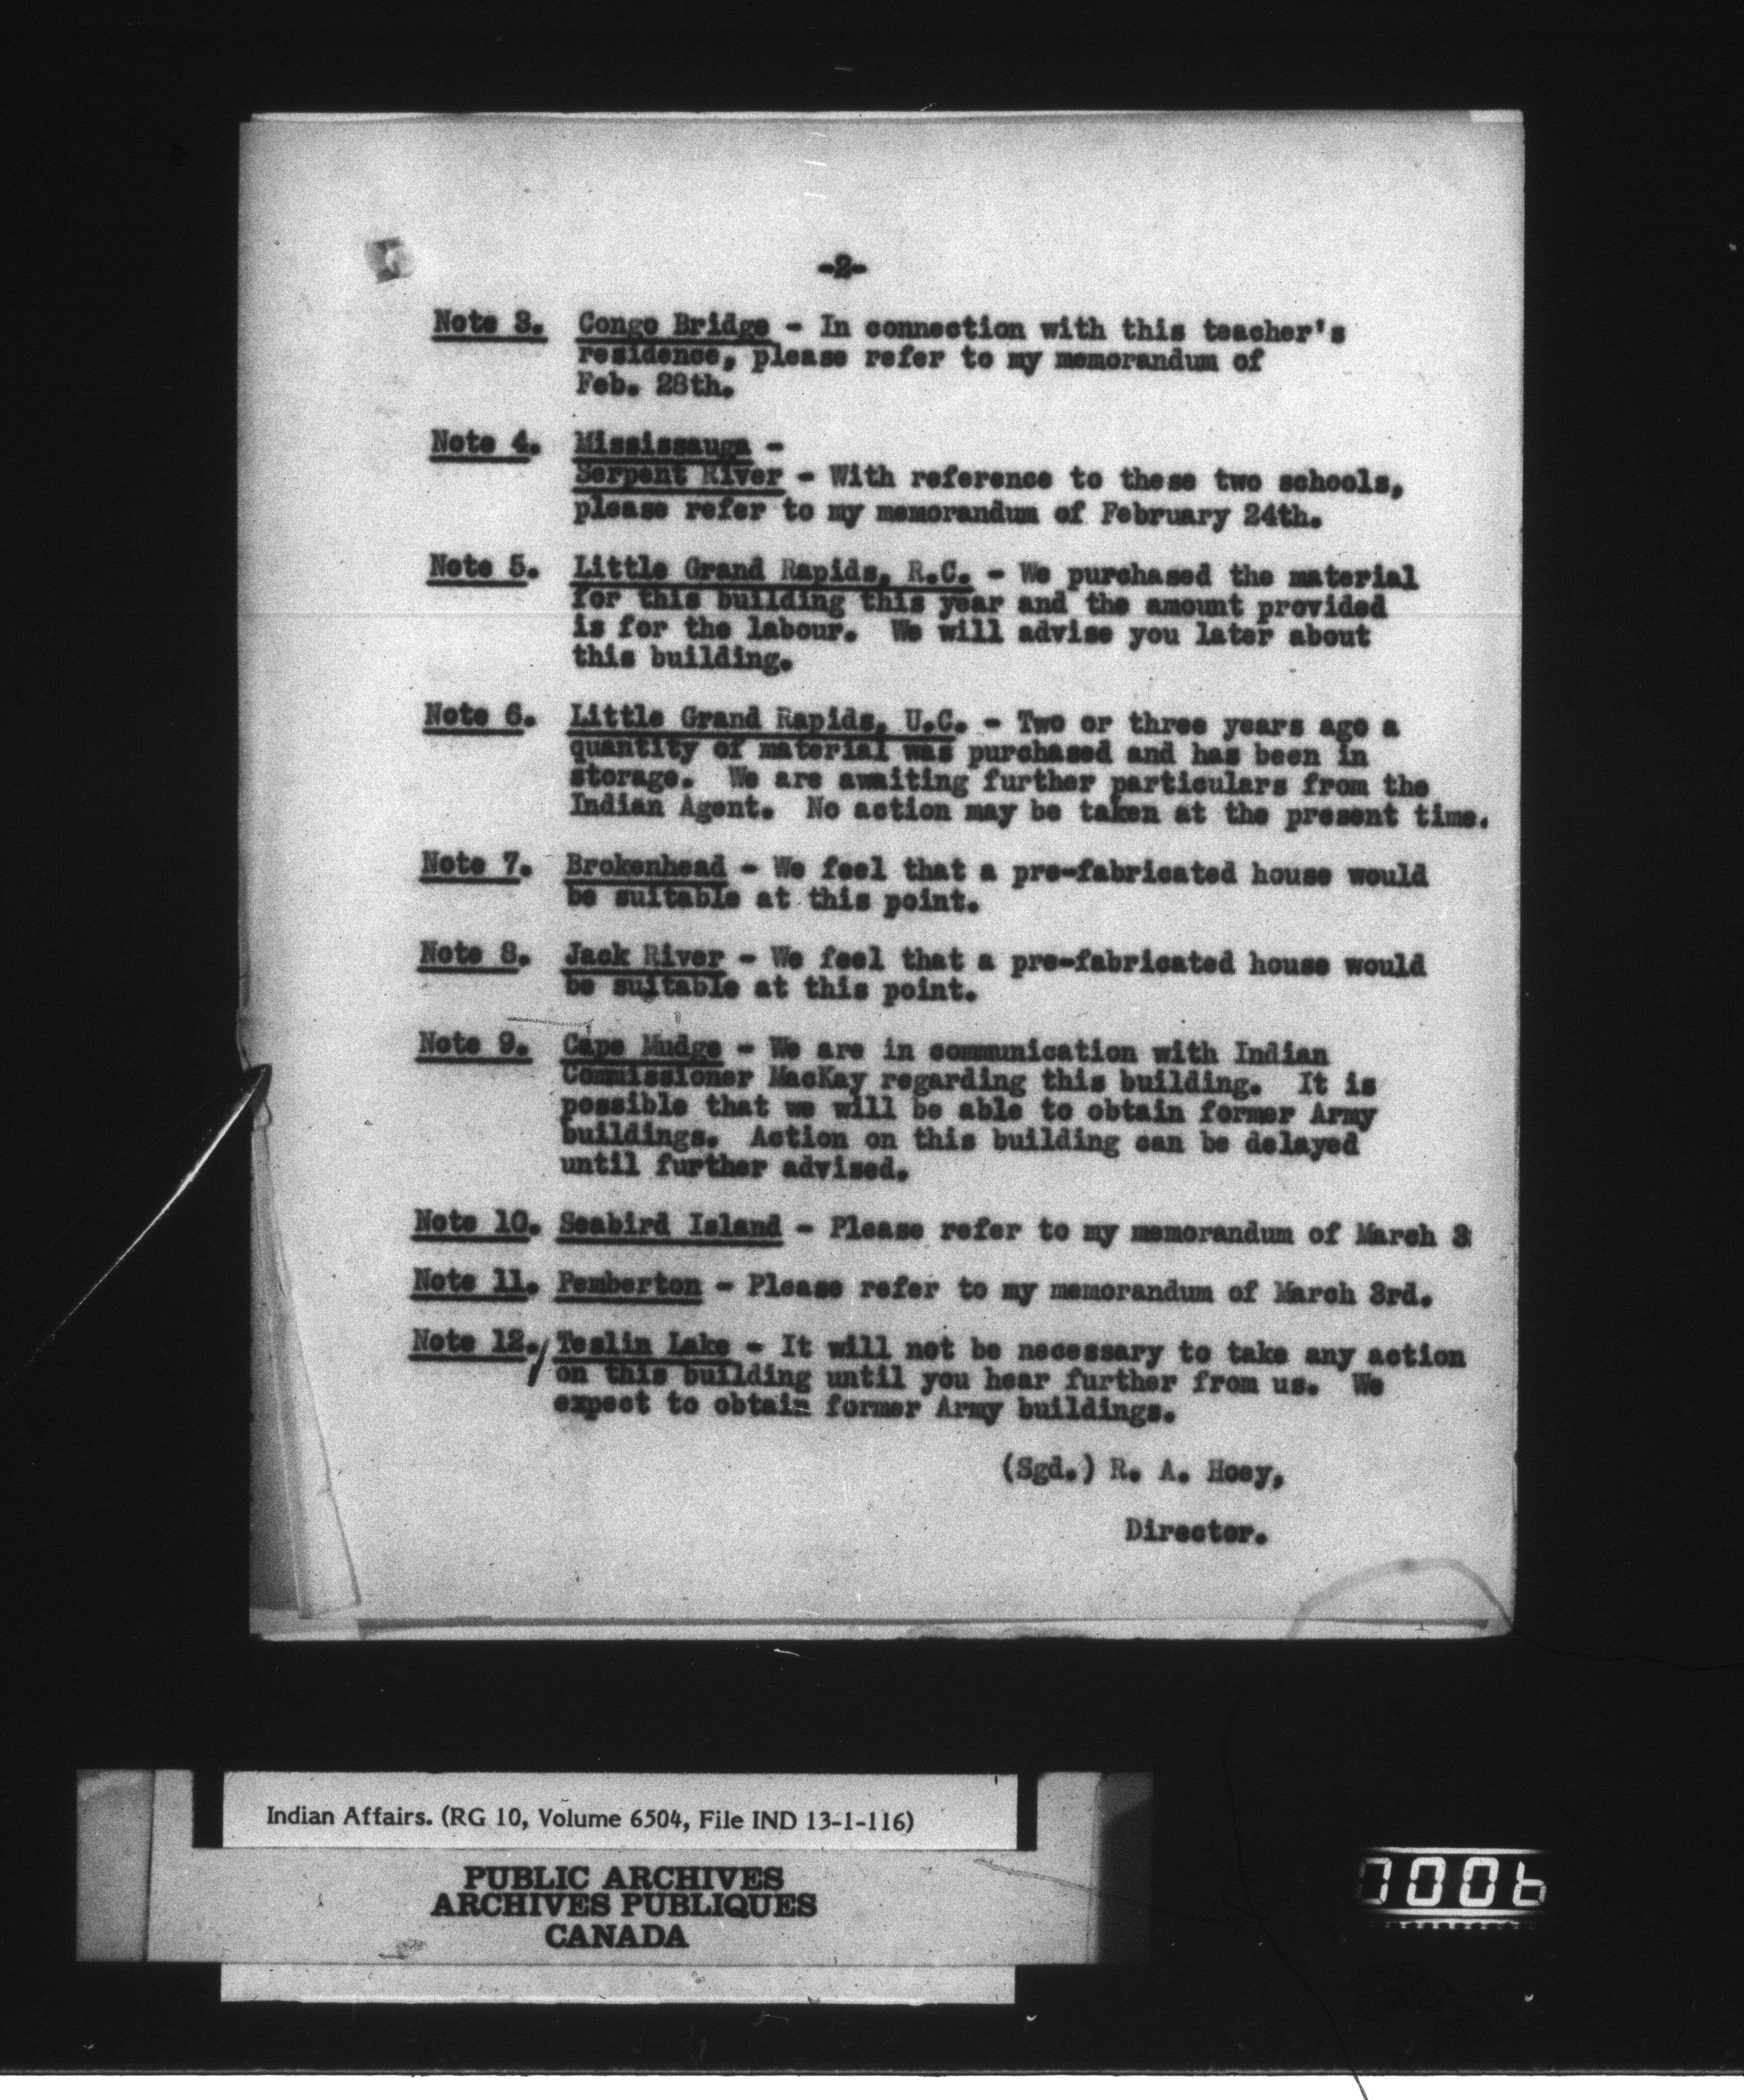 -2-
Note 3. Congo Bridge - In connection with this teacher's
residence, please refer to my memorandum of
Feb. 28th.
Note 4. Mississauga -
Serpent River - With reference to these two schools,
please refer to my memorandum of February 24th.
Note 5. Little Grand Rapids, R.C. - We purchased the material
for this building this year and the amount provided
is for the labour. We will advise you later about
this building.
Note 6. Little Grand Rapids, U.C. - Two or three years ago a
quantity of material was purchased and has been in
storage. We are awaiting further particulars from the
Indian Agent. No action may be taken at the present time.
Note 7. Brokenhead - We feel that a pre-fabricated house would
be suitable at this point.
Note 8. Jack River - We feel that a pre-fabricated house would
be suitable at this point.
Note 9. Cape Mudge - We are in communication with Indian
Commissioner MacKay regarding this building. It is
possible that we will be able to obtain former Army
buildings. Action on this building can be delayed
until further advised.
Note 10. Seabird Island - Please refer to my memorandum of March 3
Note 11. Pemberton - Please refer to my memorandum of March 3rd.
Note 12. Teslin Lake - It will not be necessary to take any action
on this building until you hear further from us. We
expect to obtain former Army buildings.
(Sgd.) R. A. Hoey,
Director.
Indian Affairs. (RG 10, Volume 6504, File IND 13-1-116)
PUBLIC ARCHIVES
ARCHIVES PUBLIQUES
CANADA